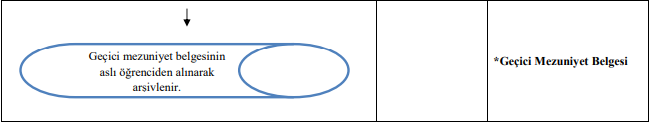 Geçici mezuniyet belgesinin
aslı öğrenciden alınarak
arşivlenir.
*Geçici Mezuniyet Belgesi